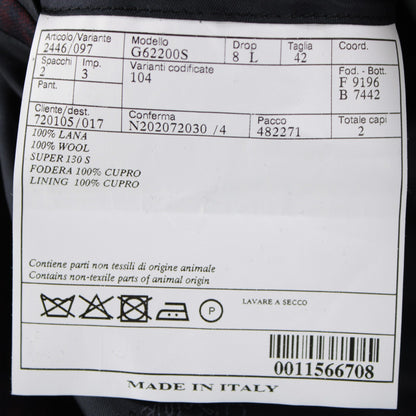 Articolo/Variante Modello Drop Taglia Coord.
2446/097 G62200S 8 L 42
Spacchi Imp. Varianti codificate Fod. - Bott.
2 3 104 F 9196
Pant. B 7442
Cliente/dest. Conferma Pacco Totale capi
720105/017 N202072030 /4 482271 2
100% LANA
100% WOOL
SUPER 130 S
FODERA 100% CUPRO
LINING 100% CUPRO
Contiene parti non tessili di origine animale
Contains non-textile parts of animal origin
P LAVARE A SECCO
0011566708
MADE IN ITALY